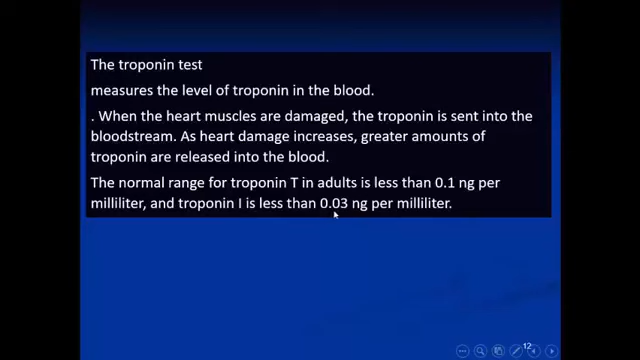 The troponin test
measures the level of troponin in the blood.
. When the heart muscles are damaged, the troponin is sent into the
bloodstream. As heart damage increases, greater amounts of
troponin are released into the blood.
The normal range for troponin T in adults is less than 0.1 ng per
milliliter, and troponin I is less than 0.03 ng per milliliter.
12